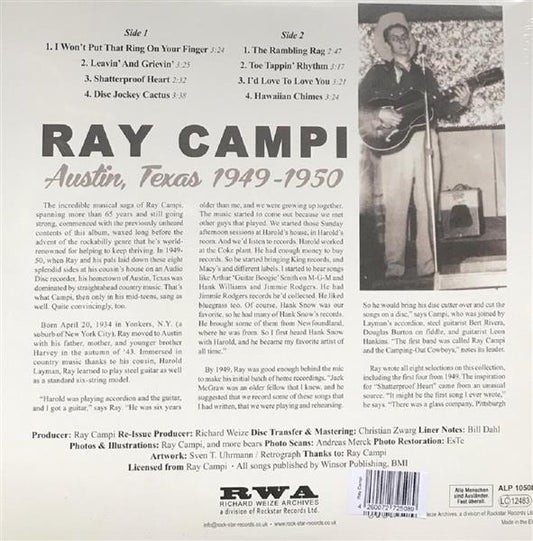 Side 1
1. I Won't Put That Ring On Your Finger 3:24
2. Leavin' And Grievin' 3:25
3. Shatterproof Heart 2:32
4. Disc Jockey Cactus 3:38
Side 2
1. The Rambling Rag 2:47
2. Toe Tappin' Rhythm 3:17
3. I'd Love To Love You 3:21
4. Hawaiian Chimes 3:24
RAY CAMPI
Austin, Texas 1949-1950
The incredible musical saga of Ray Campi,
spanning more than 65 years and still going
strong, commenced with the previously unheard
contents of this album, waxed long before the
advent of the rockabilly genre that he's world-
renowned for helping to keep thriving. In 1949-
50, when Ray and his pals laid down these eight
splendid sides at his cousin's house on an Audio
Disc recorder, his hometown of Austin, Texas was
dominated by straightahead country music. That's
what Campi, then only in his mid-teens, sang as
well. Quite convincingly, too.
Born April 20, 1934 in Yonkers, N.Y. (a
suburb of New York City), Ray moved to Austin
with his father, mother, and young brother
Harvey in the autumn of '43. Immersed in
country music thanks to his cousin, Harold
Layman, Ray learned to play steel guitar as well
as a standard six-string model.
"Harold was playing accordion and the guitar,
and I got a guitar," says Ray. "He was six years
older than me, and we were growing up together.
The music started to come out because we met
other guys that played. We started those Sunday
afternoon sessions at Harold's house, in Harold's
room. And we'd listen to records. Harold worked
at the Coke plant. He had enough money to buy
records. So he started bringing King records, and
Macy's and different labels. I started to hear songs
like Arthur 'Guitar Boogie' Smith on M-G-M and
Hank Williams and Jimmie Rodgers. He had
Jimmie Rodgers records he'd collected. He liked
bluegrass too. Of course, Hank Snow was our
favorite, so he had many of Hank Snow's records.
He brought some of them from Newfoundland,
where he was from. So I first heard Hank Snow
with Harold, and he became my favorite artist of
all time."
By 1949, Ray was good enough behind the mic
to make his initial batch of home recordings. "Jack
McGraw was an older fellow that I knew, and he
suggested that we record some of these songs that
I had written, that we were playing and rehearsing.
So he would bring his disc cutter over and cut the
songs on a disc," says Campi, who was joined by
Layman's accordion, steel guitarist Bert Rivera,
Douglas Burton on fiddle, and guitarist Leon
Hankins. "The first band was called Ray Campi
and the Camping-Out Cowboys," notes its leader.
Ray wrote all eight selections on this collection,
including the first four from 1949. The inspiration
for "Shatterproof Heart" came from an unusual
source. "It might be the first song I ever wrote,"
he says. "There was a glass company, Pittsburgh
Producer: Ray Campi Re-Issue Producer: Richard Weize Disc Transfer & Mastering: Christian Zwarg Liner Notes: Bill Dahl
Photos & Illustrations: Ray Campi, and more bears Photo Scans: Andreas Merck Photo Restoration: EsTe
Artwork: Sven T. Uhrmann / Retrograph Thanks to: Ray Campi
Licensed from Ray Campi · All songs published by Winsor Publishing, BMI
RWA
RICHARD WEIZE ARCHIVES
a division of Rockstar Records Ltd.
info@rock-star-records.co.uk · www.rock-star-records.co.uk
Ray Campi
4260072 725080
Alle Menschen
sind Ausländer.
Fast überall.
LC 12483
ALP 10508
Weize Archives, a division of Rockstar Records Ltd
Made in the